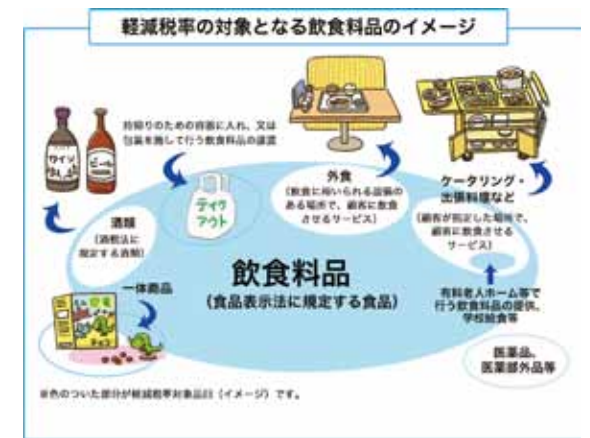 軽減税率の対象となる飲食料品のイメージ
持帰りのための容器に入れ、又は
包装を施して行う飲食料品の譲渡
ワイン
ビール
テイク
アウト
酒類
(酒税法に
規定する酒類)
外食
(飲食に用いられる設備の
ある場所で、顧客に飲食
させるサービス)
ケータリング・
出張料理など
(顧客が指定した場所で、
顧客に飲食させる
サービス)
飲食料品
(食品表示法に規定する食品)
一体商品
有料老人ホーム等で
行う飲食料品の提供、
学校給食等
医薬品、
医薬部外品等
※色のついた部分が軽減税率対象品目(イメージ)です。